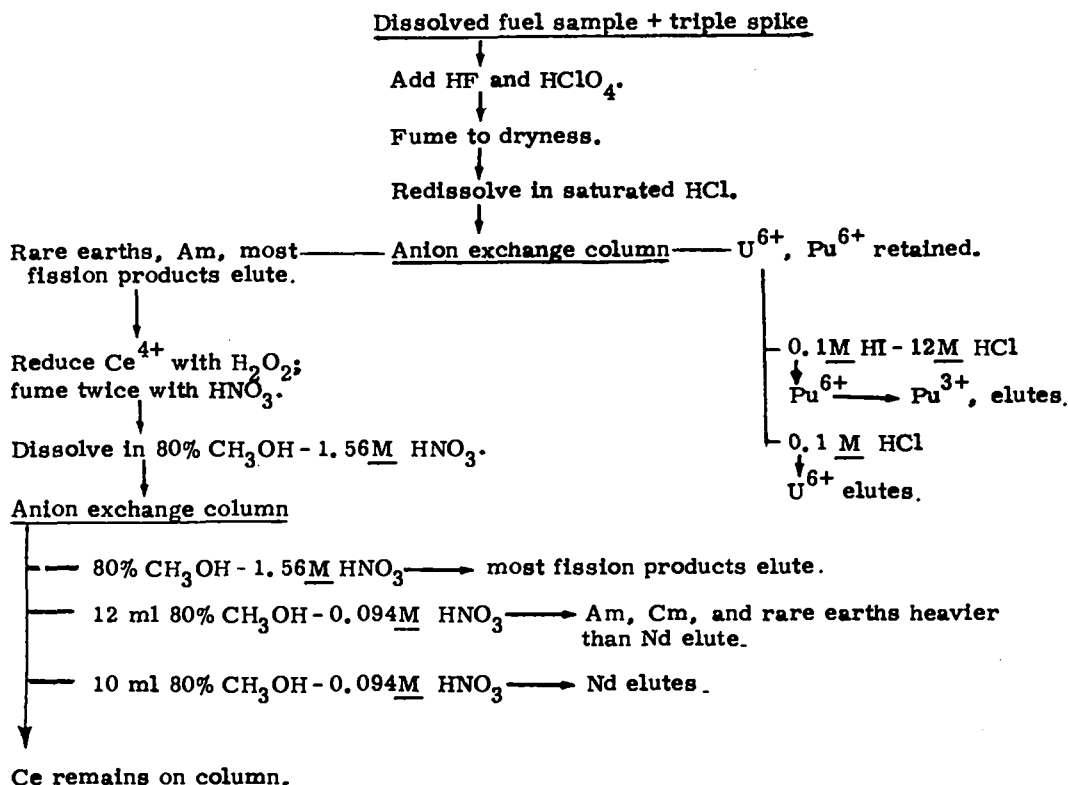 Dissolved fuel sample + triple spike
Add HF and HClO4.
Fume to dryness.
Redissolve in saturated HCl.
Rare earths, Am, most
fission products elute.
Anion exchange column
U6+, Pu6+ retained.
0.1M HI - 12M HCl
Pu6+ Pu3+, elutes.
0.1 M HCl
U6+ elutes.
Reduce Ce4+ with H2O2;
fume twice with HNO3.
Dissolve in 80% CH3OH - 1.56M HNO3.
Anion exchange column
80% CH3OH - 1.56M HNO3 most fission products elute.
12 ml 80% CH3OH - 0.094M HNO3 Am, Cm, and rare earths heavier
than Nd elute.
10 ml 80% CH3OH - 0.094M HNO3 Nd elutes.
Ce remains on column.